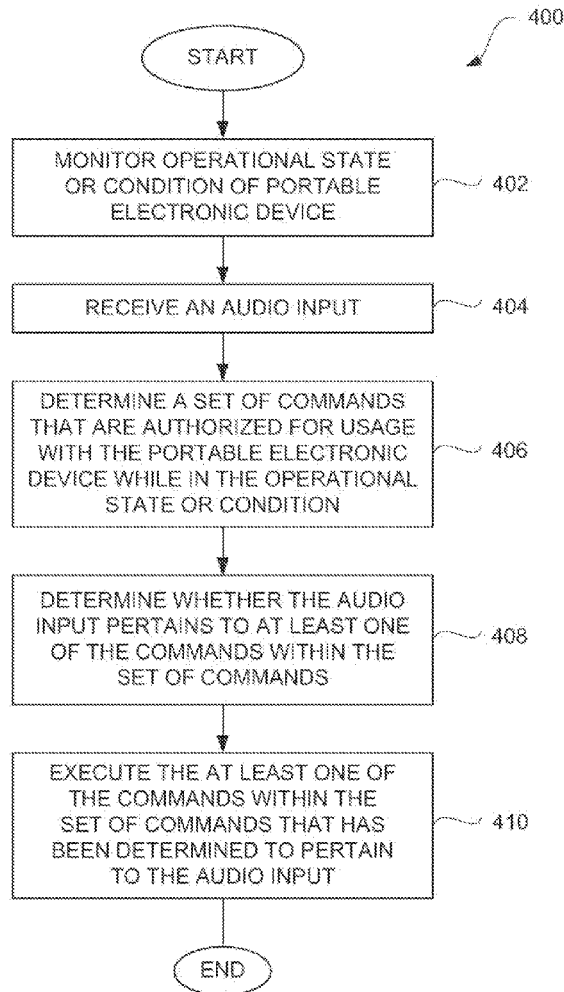 400
START
MONITOR OPERATIONAL STATE
OR CONDITION OF PORTABLE
ELECTRONIC DEVICE
402
RECEIVE AN AUDIO INPUT
404
DETERMINE A SET OF COMMANDS
THAT ARE AUTHORIZED FOR USAGE
WITH THE PORTABLE ELECTRONIC
DEVICE WHILE IN THE OPERATIONAL
STATE OR CONDITION
406
DETERMINE WHETHER THE AUDIO
INPUT PERTAINS TO AT LEAST ONE
OF THE COMMANDS WITHIN THE
SET OF COMMANDS
408
EXECUTE THE AT LEAST ONE OF
THE COMMANDS WITHIN THE
SET OF COMMANDS THAT HAS
BEEN DETERMINED TO PERTAIN
TO THE AUDIO INPUT
410
END